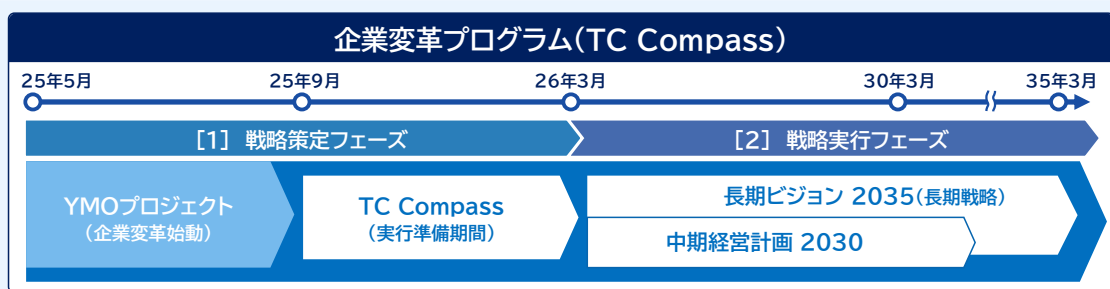 企業変革プログラム(TC Compass)
25年5月 25年9月 26年3月 30年3月 35年3月
[1] 戦略策定フェーズ [2] 戦略実行フェーズ
YMOプロジェクト
(企業変革始動)
TC Compass
(実行準備期間)
長期ビジョン 2035(長期戦略)
中期経営計画 2030